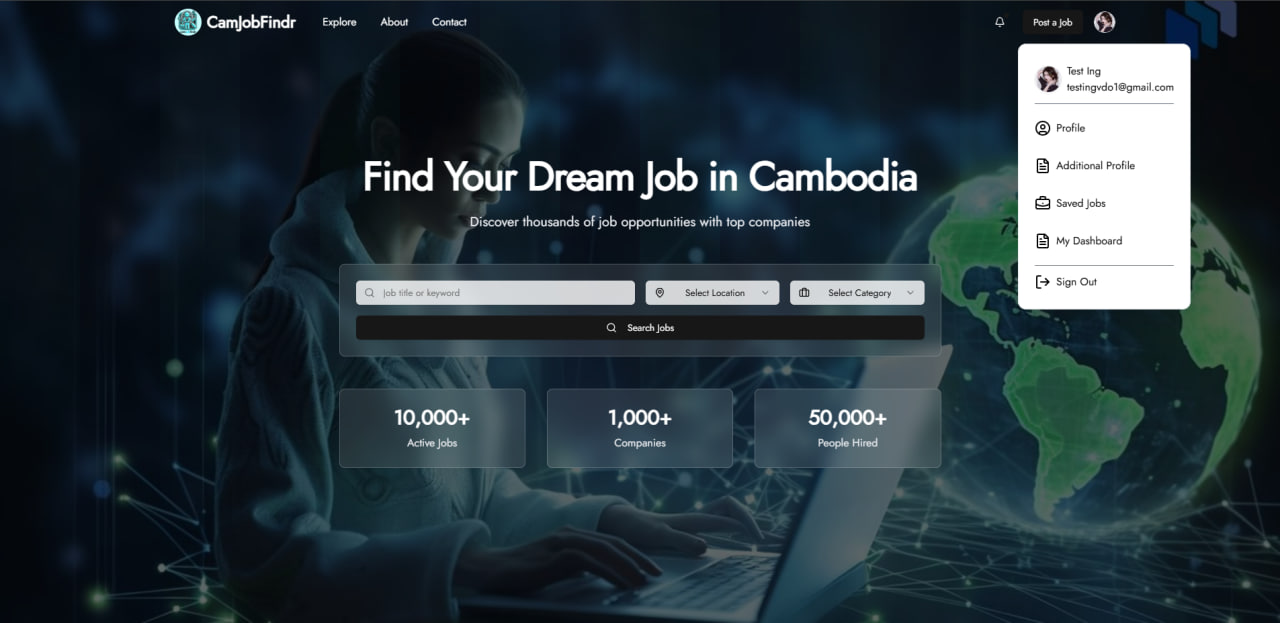 CamJobFindr
Explore
About
Contact
Post a Job
Test Ing
testingvdo1@gmail.com
Profile
Additional Profile
Saved Jobs
My Dashboard
Sign Out
Find Your Dream Job in Cambodia
Discover thousands of job opportunities with top companies
Job title or keyword
Select Location
Select Category
Search Jobs
10,000+
Active Jobs
1,000+
Companies
50,000+
People Hired